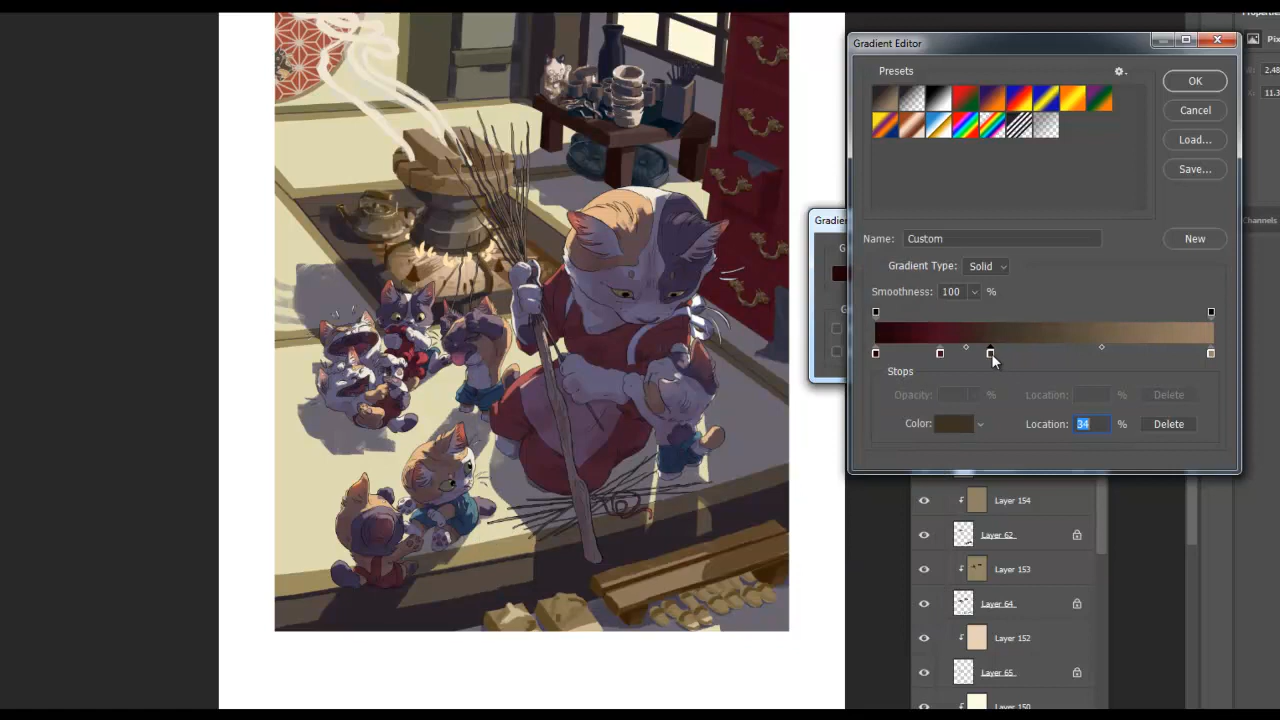 Gradient Editor
Properties
Presets
OK
Cancel
Load...
Save...
Name: Custom
New
Gradient Type: Solid
Smoothness: 100 %
Gradien
Channels
Stops
Opacity: %
Location: %
Delete
Color:
Location: 34 %
Delete
Layer 154
Layer 62
Layer 153
Layer 64
Layer 152
Layer 65
Layer 150